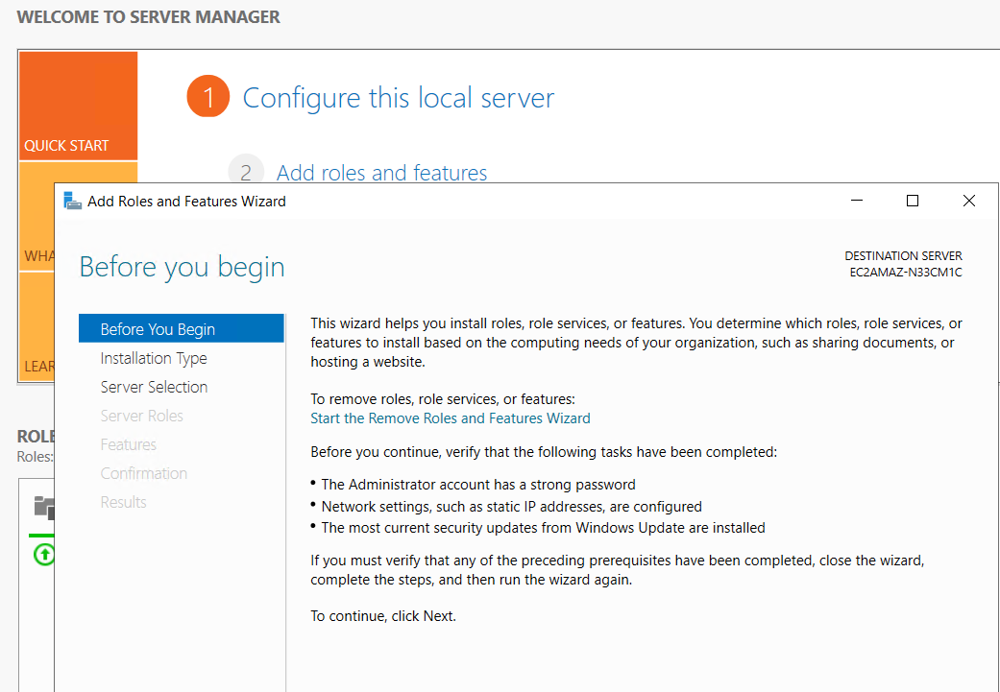 WELCOME TO SERVER MANAGER
QUICK START
1
Configure this local server
2
Add roles and features
WHA
LEAR
ROLE
Roles:
Add Roles and Features Wizard
Before you begin
DESTINATION SERVER
EC2AMAZ-N33CM1C
Before You Begin
Installation Type
Server Selection
Server Roles
Features
Confirmation
Results
This wizard helps you install roles, role services, or features. You determine which roles, role services, or
features to install based on the computing needs of your organization, such as sharing documents, or
hosting a website.
To remove roles, role services, or features:
Start the Remove Roles and Features Wizard
Before you continue, verify that the following tasks have been completed:
• The Administrator account has a strong password
• Network settings, such as static IP addresses, are configured
• The most current security updates from Windows Update are installed
If you must verify that any of the preceding prerequisites have been completed, close the wizard,
complete the steps, and then run the wizard again.
To continue, click Next.